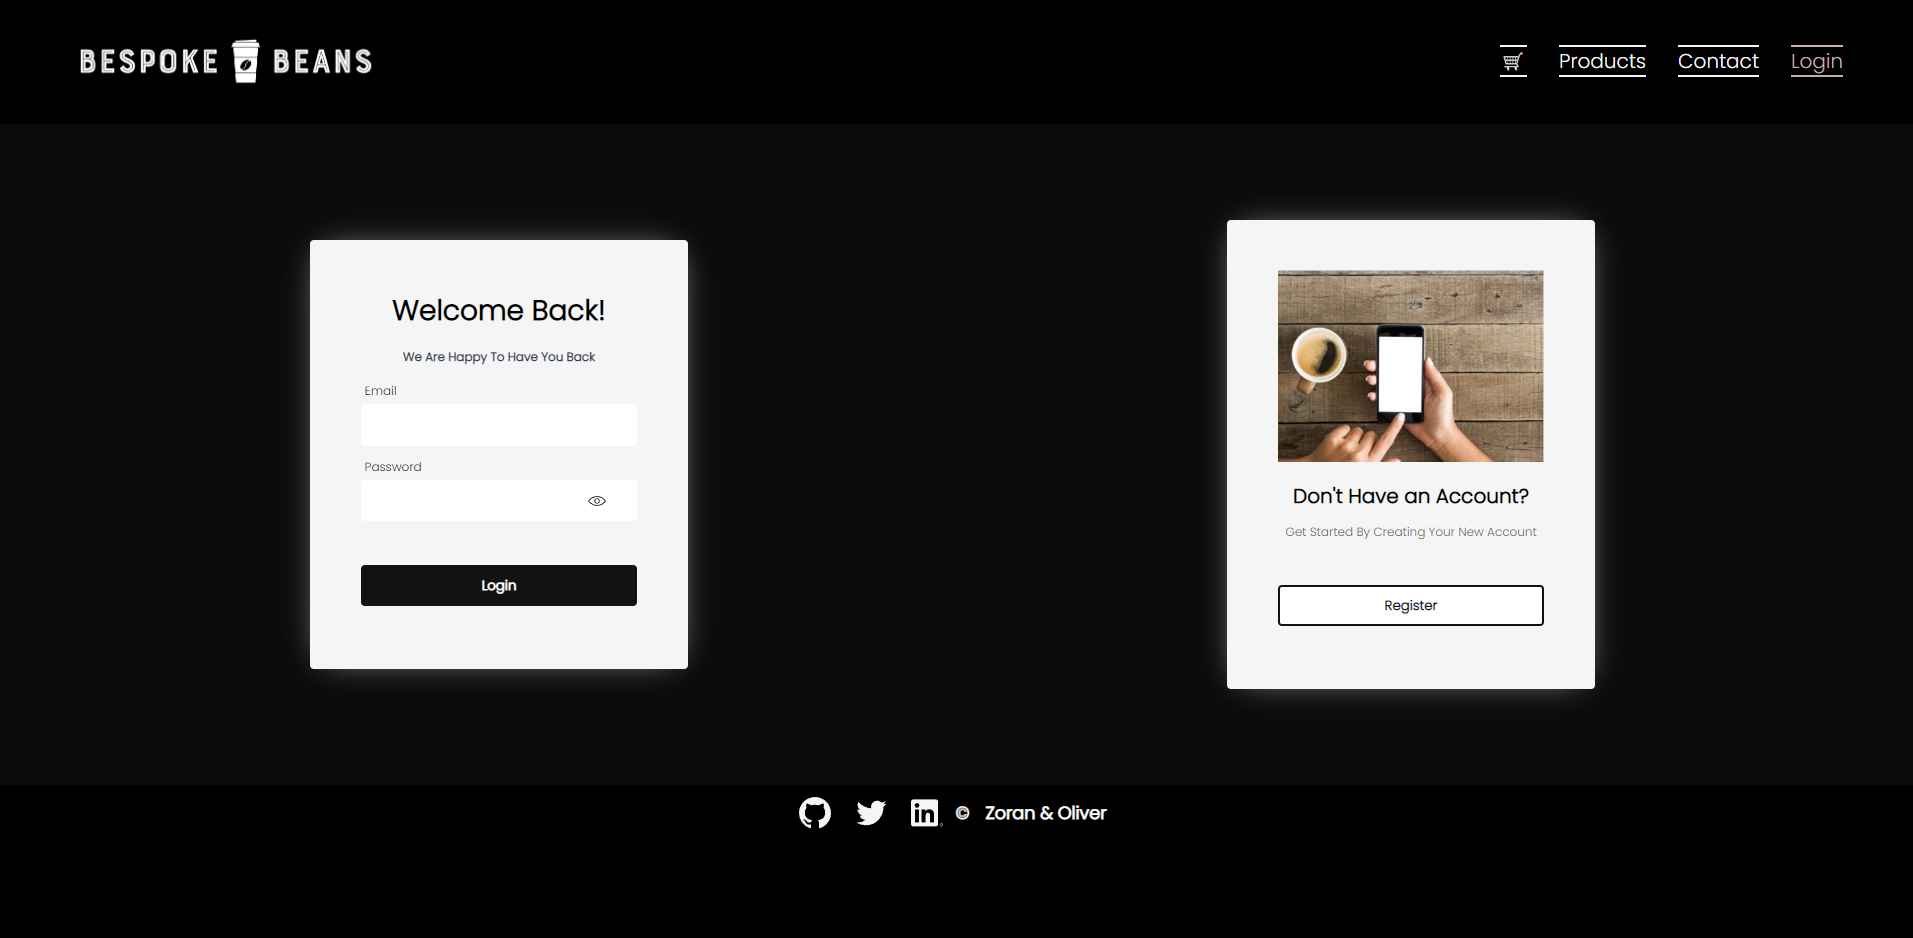 BESPOKE BEANS
Products Contact Login
Welcome Back!
We Are Happy To Have You Back
Email
Password
Login
Don't Have an Account?
Get Started By Creating Your New Account
Register
in © Zoran & Oliver